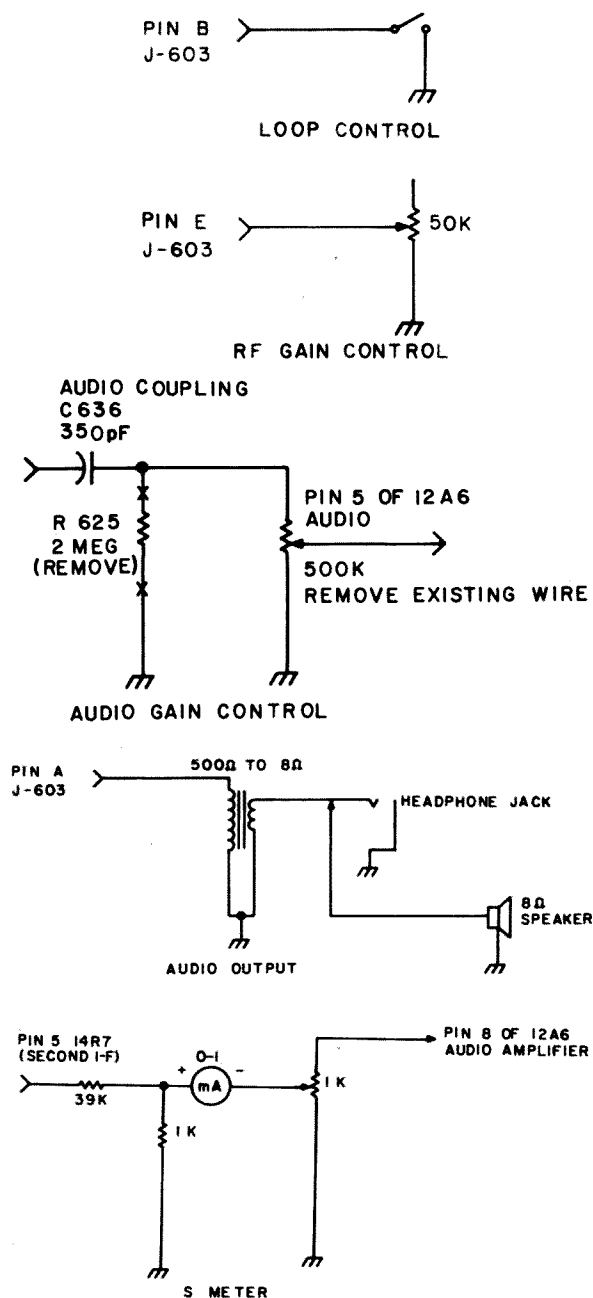 PIN B
J-603
LOOP CONTROL
PIN E
J-603
50K
RF GAIN CONTROL
AUDIO COUPLING
C636
350pF
R 625
2 MEG
(REMOVE)
PIN 5 OF 12A6
AUDIO
500K
REMOVE EXISTING WIRE
AUDIO GAIN CONTROL
PIN A
J-603
500Ω TO 8Ω
HEADPHONE JACK
8Ω
SPEAKER
AUDIO OUTPUT
PIN 5 14R7
(SECOND I-F)
39K
1K
0-1
+ mA -
1K
PIN 8 OF 12A6
AUDIO AMPLIFIER
S METER